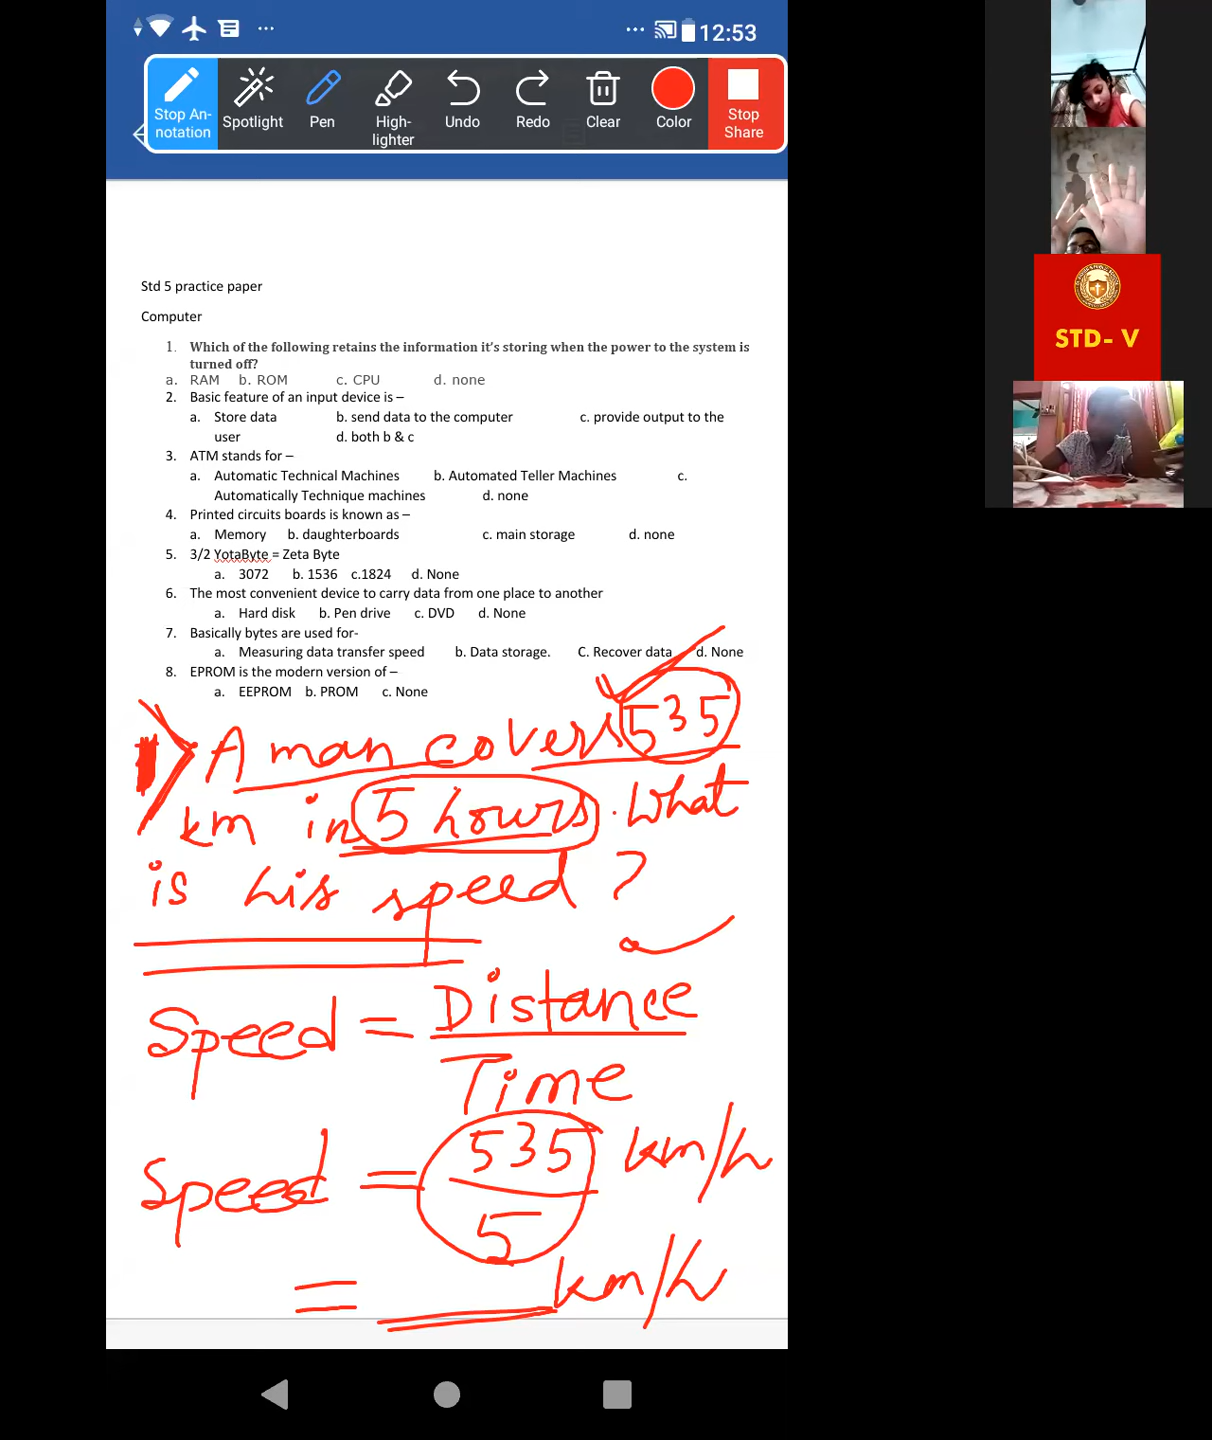 12:53
Stop An-
notation
Spotlight
Pen
High-
lighter
Undo
Redo
Clear
Color
Stop
Share
STD- V
Std 5 practice paper
Computer
1. Which of the following retains the information it's storing when the power to the system is
turned off?
a. RAM b. ROM c. CPU d. none
2. Basic feature of an input device is –
a. Store data b. send data to the computer c. provide output to the
user d. both b & c
3. ATM stands for –
a. Automatic Technical Machines b. Automated Teller Machines c.
Automatically Technique machines d. none
4. Printed circuits boards is known as –
a. Memory b. daughterboards c. main storage d. none
5. 3/2 YotaByte = Zeta Byte
a. 3072 b. 1536 c.1824 d. None
6. The most convenient device to carry data from one place to another
a. Hard disk b. Pen drive c. DVD d. None
7. Basically bytes are used for-
a. Measuring data transfer speed b. Data storage. C. Recover data d. None
8. EPROM is the modern version of –
a. EEPROM b. PROM c. None
1) A man covers 535
km in 5 hours. What
is his speed ?
Speed = Distance
Time
Speed = 535 km/h
5
= km/h